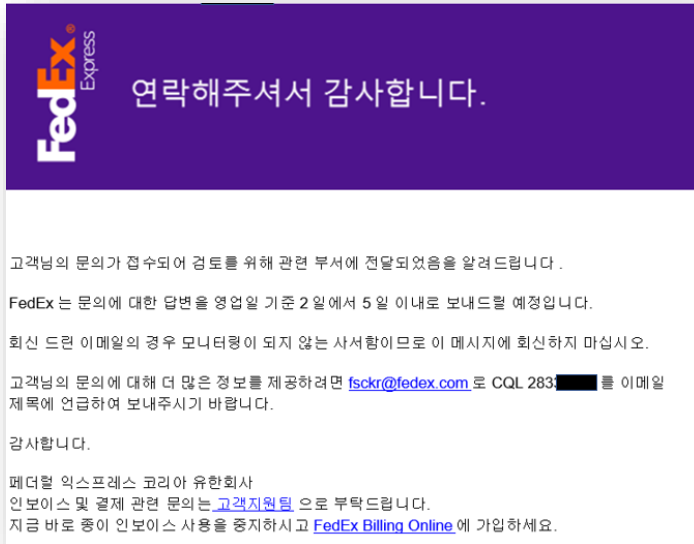 FedEx®
Express
연락해주셔서 감사합니다.
고객님의 문의가 접수되어 검토를 위해 관련 부서에 전달되었음을 알려드립니다 .
FedEx 는 문의에 대한 답변을 영업일 기준 2 일에서 5 일 이내로 보내드릴 예정입니다.
회신 드린 이메일의 경우 모니터링이 되지 않는 사서함이므로 이 메시지에 회신하지 마십시오.
고객님의 문의에 대해 더 많은 정보를 제공하려면 fsckr@fedex.com 로 CQL 283 를 이메일
제목에 언급하여 보내주시기 바랍니다.
감사합니다.
페더럴 익스프레스 코리아 유한회사
인보이스 및 결제 관련 문의는 고객지원팀 으로 부탁드립니다.
지금 바로 종이 인보이스 사용을 중지하시고 FedEx Billing Online 에 가입하세요.